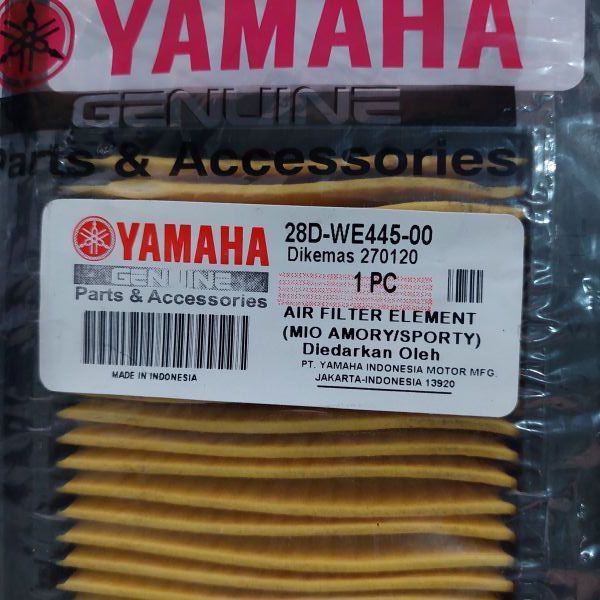 YAMAHA
GENUINE
Parts & Accessories
YAMAHA
GENUINE
Parts & Accessories
MADE IN INDONESIA
28D-WE445-00
Dikemas 270120
1 PC
AIR FILTER ELEMENT
(MIO AMORY/SPORTY)
Diedarkan Oleh
PT. YAMAHA INDONESIA MOTOR MFG.
JAKARTA-INDONESIA 13920